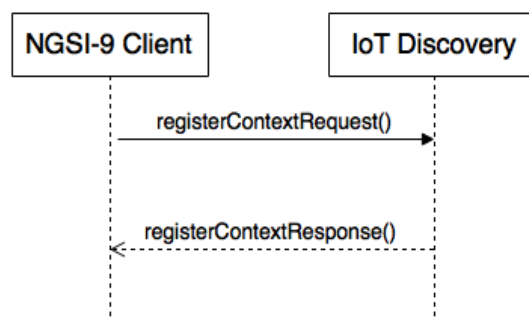 NGSI-9 Client
IoT Discovery
registerContextRequest()
registerContextResponse()